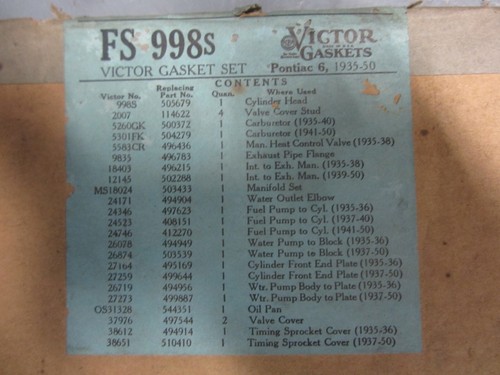 FS 998S
VICTOR
GASKETS
VICTOR GASKET SET Pontiac 6, 1935-50
CONTENTS
Victor No. Replacing Part No. Quan. Where Used
998S 505679 1 Cylinder Head
2007 114622 4 Valve Cover Stud
5260GK 500372 1 Carburetor (1935-40)
5301FK 504279 1 Carburetor (1941-50)
5583CR 496436 1 Man. Heat Control Valve (1935-38)
9835 496783 1 Exhaust Pipe Flange
18403 496215 1 Int. to Exh. Man. (1935-38)
12145 502288 1 Int. to Exh. Man. (1939-50)
MS18024 503433 1 Manifold Set
24171 494904 1 Water Outlet Elbow
24346 497623 1 Fuel Pump to Cyl. (1935-36)
24523 408151 1 Fuel Pump to Cyl. (1937-40)
24746 412270 1 Fuel Pump to Cyl. (1941-50)
26078 494949 1 Water Pump to Block (1935-36)
26874 503539 1 Water Pump to Block (1937-50)
27164 495169 1 Cylinder Front End Plate (1935-36)
27259 499644 1 Cylinder Front End Plate (1937-50)
26719 494956 1 Wtr. Pump Body to Plate (1935-36)
27273 499887 1 Wtr. Pump Body to Plate (1937-50)
OS31328 544351 1 Oil Pan
37976 497544 2 Valve Cover
38612 494914 1 Timing Sprocket Cover (1935-36)
38651 510410 1 Timing Sprocket Cover (1937-50)